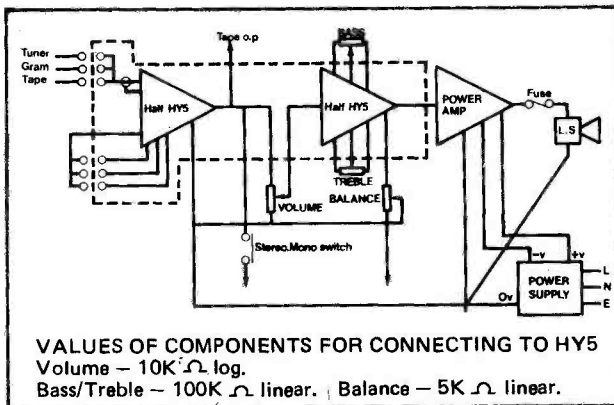 Tape o.p
BASS
Tuner
Gram
Tape
Half HY5
Half HY5
POWER
AMP
Fuse
L.S
TREBLE
VOLUME
BALANCE
Stereo.Mono switch
-v
+v
0v
POWER
SUPPLY
L
N
E
VALUES OF COMPONENTS FOR CONNECTING TO HY5
Volume – 10K Ω log.
Bass/Treble – 100K Ω linear. Balance – 5K Ω linear.